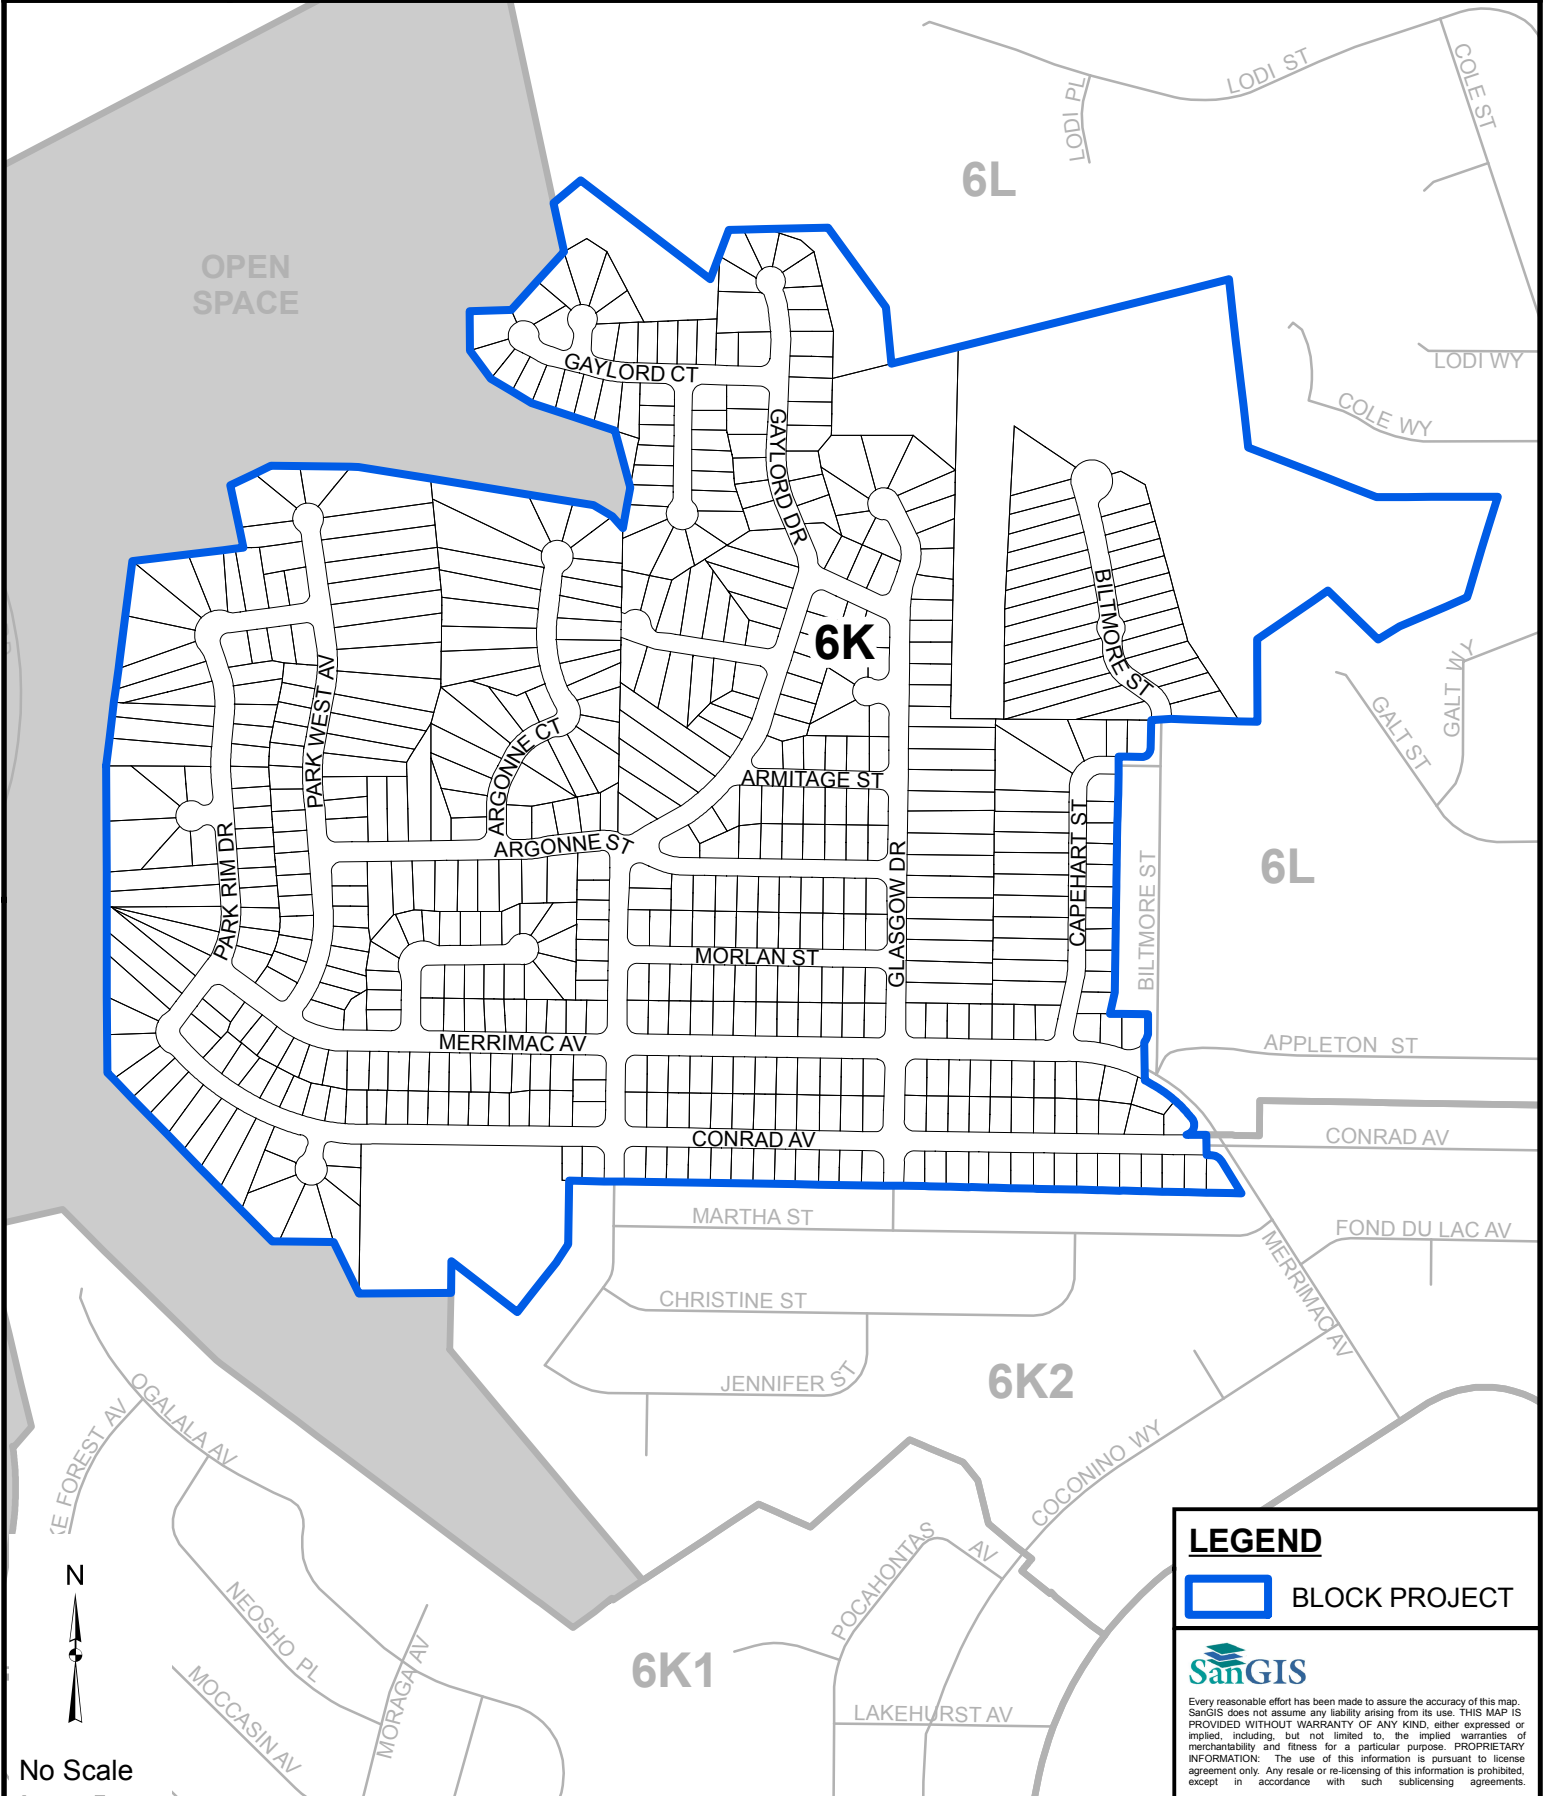 LODI ST
COLE ST
LODI PL
6L
OPEN
SPACE
LODI WY
COLE WY
GAYLORD CT
GAYLORD DR
BILTMORE ST
6K
GALT WY
GALT ST
PARK WEST AV
ARGONNE CT
ARMITAGE ST
ARGONNE ST
PARK RIM DR
GLASGOW DR
CAPEHART ST
BILTMORE ST
6L
MORLAN ST
MERRIMAC AV
APPLETON ST
CONRAD AV
CONRAD AV
MARTHA ST
FOND DU LAC AV
MERRIMAC AV
CHRISTINE ST
JENNIFER ST
6K2
OGALALA AV
KE FOREST AV
COCONINO WY
POCAHONTAS AV
NEOSHO PL
MORAGA AV
MOCCASIN AV
6K1
LAKEHURST AV
N
No Scale
LEGEND
BLOCK PROJECT
SanGIS
Every reasonable effort has been made to assure the accuracy of this map.
SanGIS does not assume any liability arising from its use. THIS MAP IS
PROVIDED WITHOUT WARRANTY OF ANY KIND, either expressed or
implied, including, but not limited to, the implied warranties of
merchantability and fitness for a particular purpose. PROPRIETARY
INFORMATION: The use of this information is pursuant to license
agreement only. Any resale or re-licensing of this information is prohibited,
except in accordance with such sublicensing agreements.